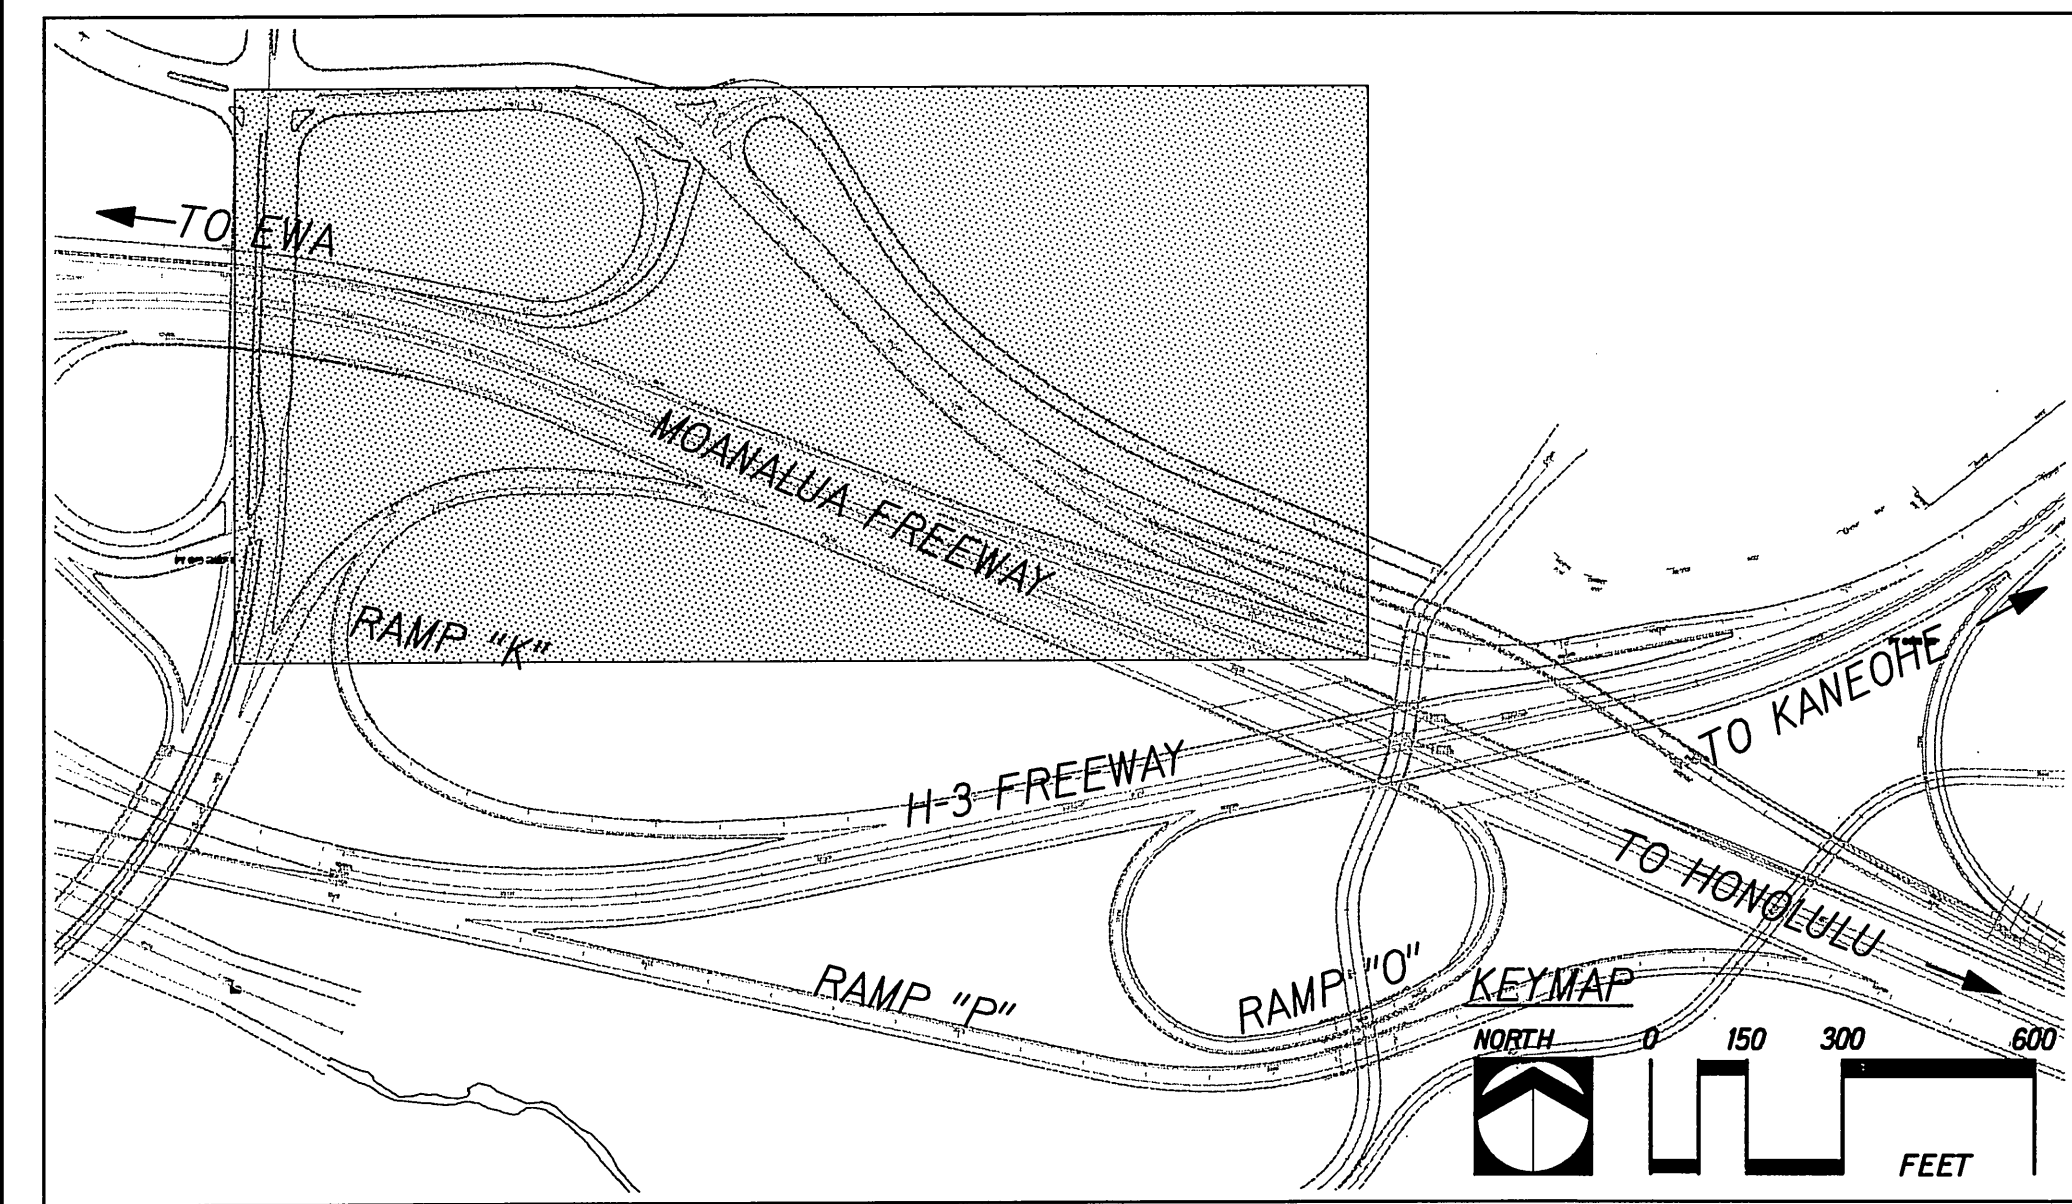 TO EWA
MOANALUA FREEWAY
RAMP "K"
H-3 FREEWAY
TO KANEOHE
TO HONOLULU
RAMP "P"
RAMP "O"
KEYMAP
NORTH
0 150 300 600
FEET